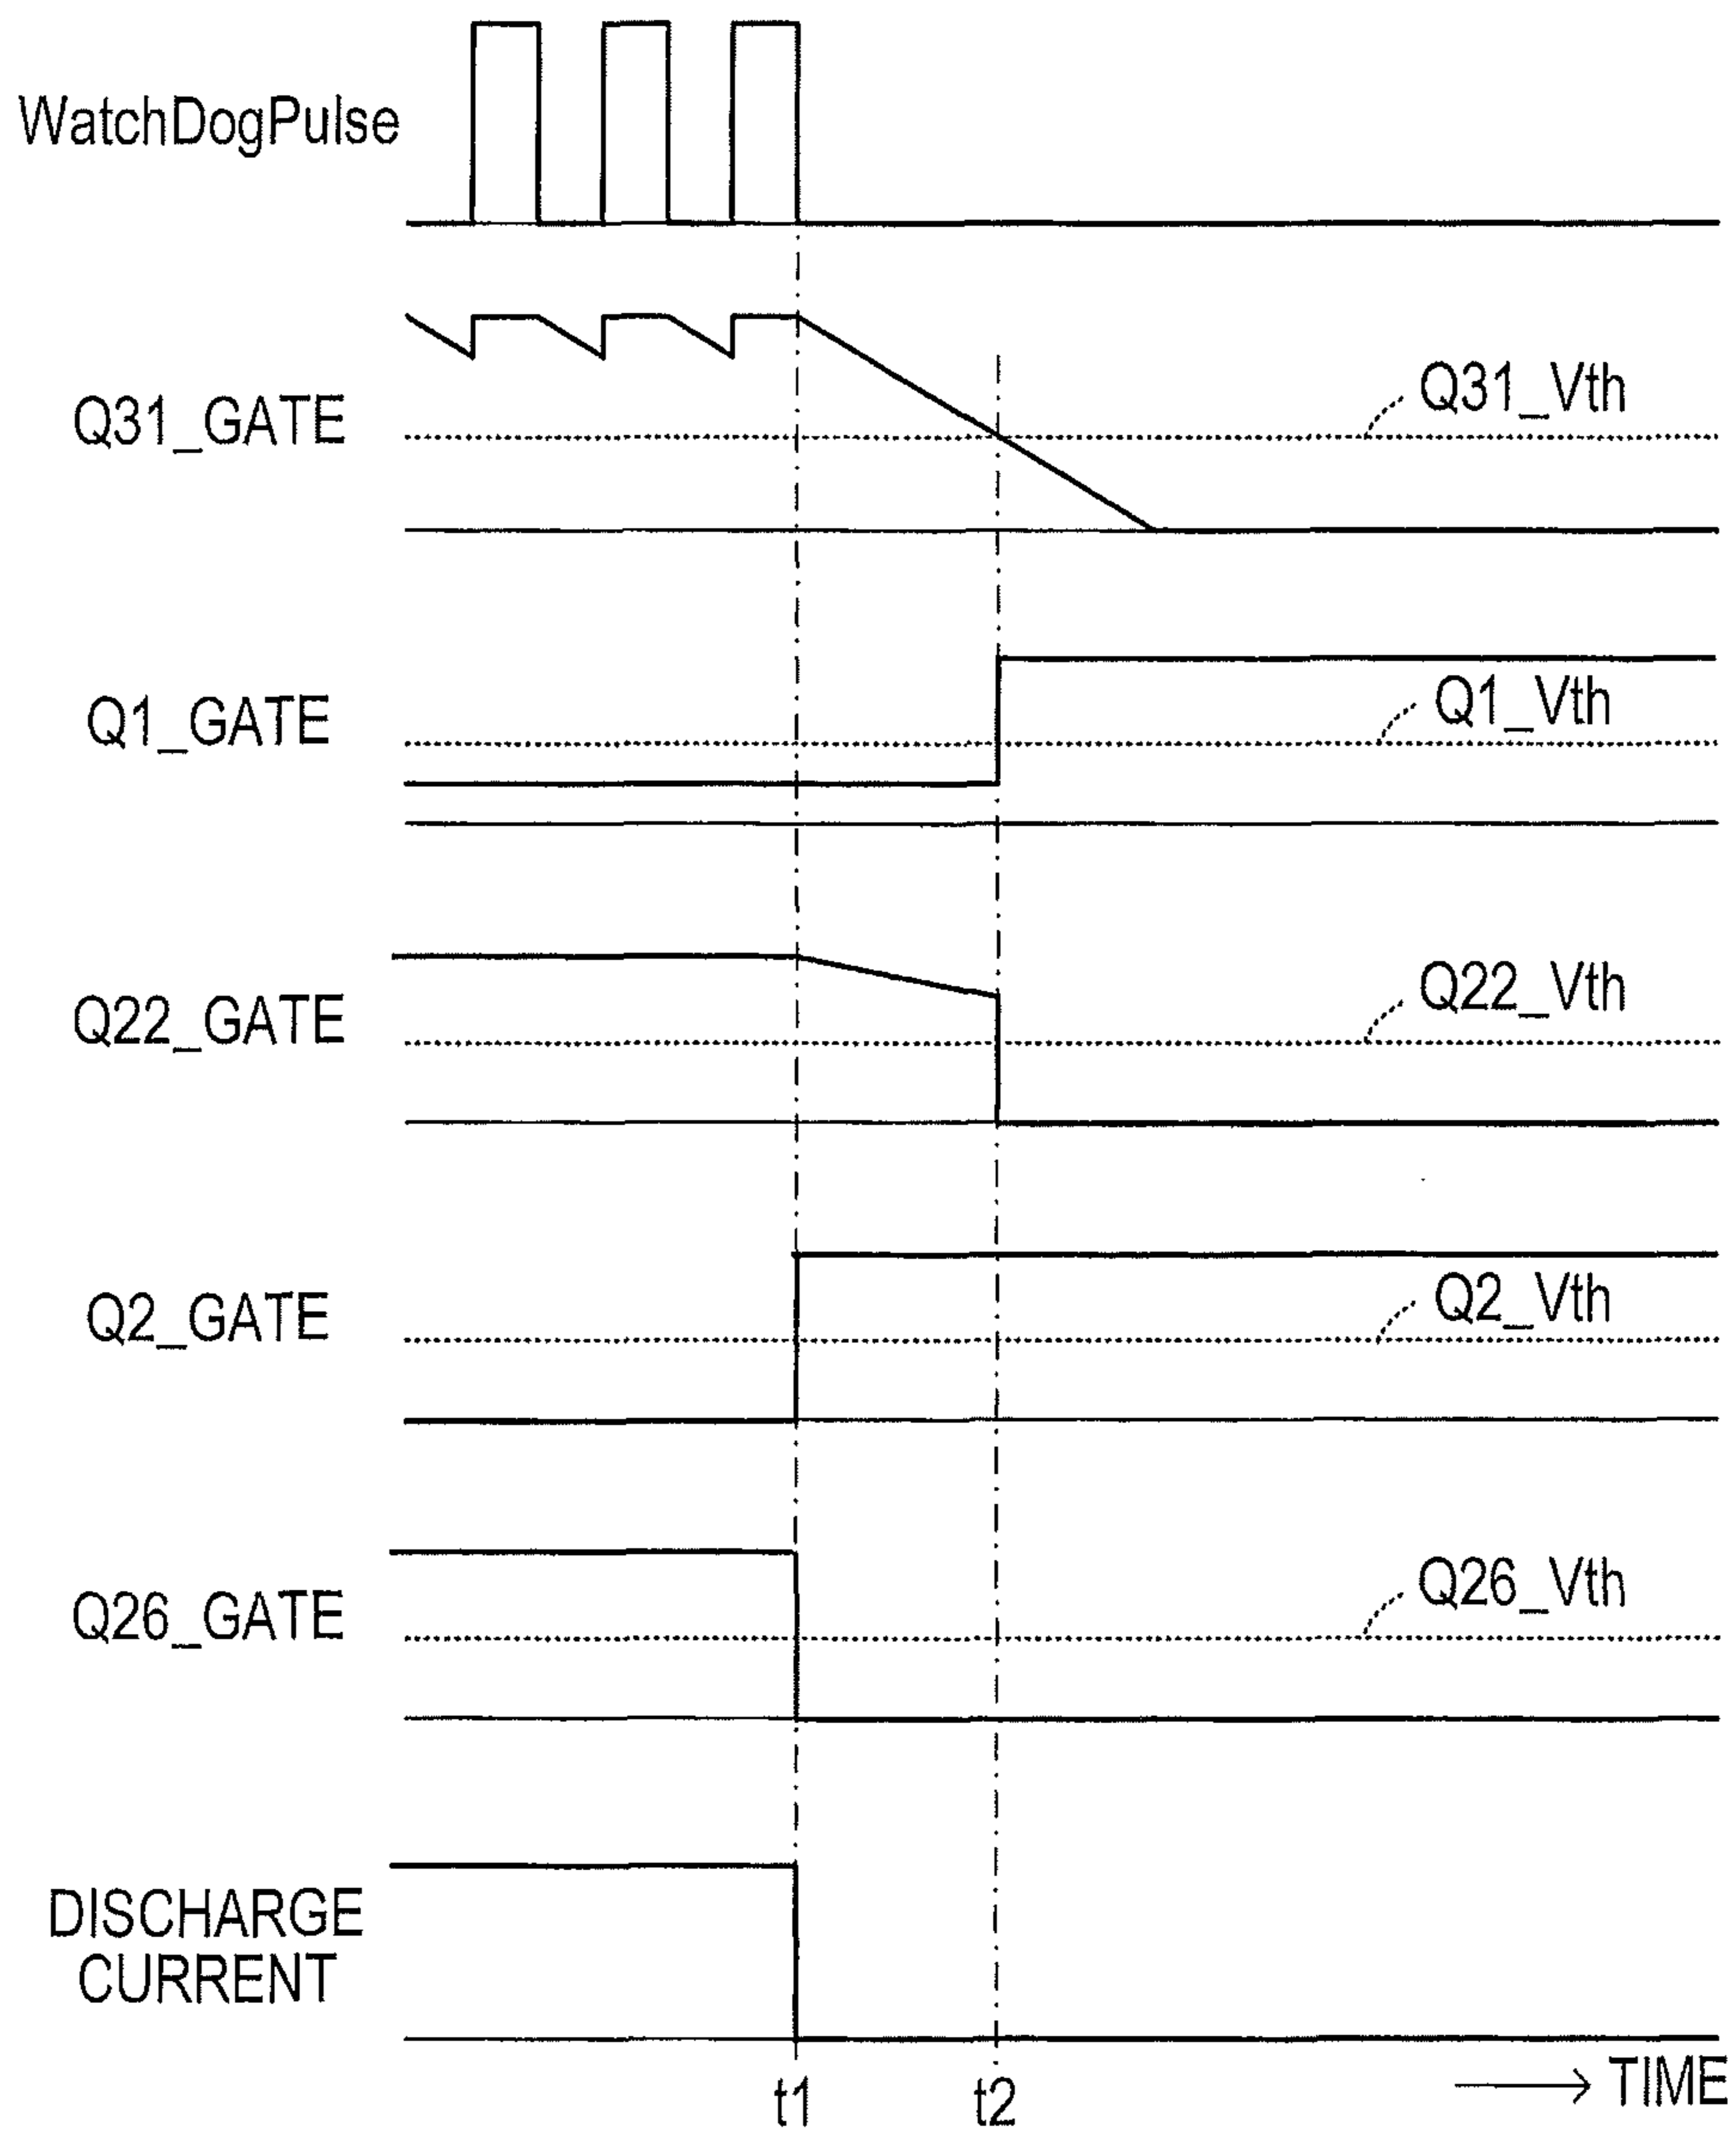 WatchDogPulse
Q31_GATE
Q31_Vth
Q1_GATE
Q1_Vth
Q22_GATE
Q22_Vth
Q2_GATE
Q2_Vth
Q26_GATE
Q26_Vth
DISCHARGE
CURRENT
t1
t2
TIME